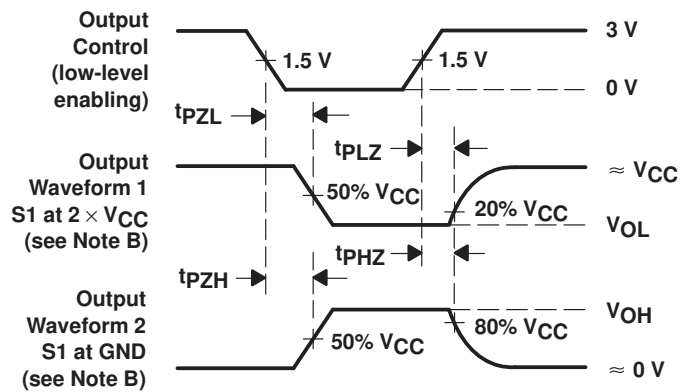 Output
Control
(low-level
enabling)
1.5 V
1.5 V
3 V
0 V
tPZL
tPLZ
Output
Waveform 1
S1 at 2 × VCC
(see Note B)
50% VCC
20% VCC
≈ VCC
VOL
tPZH
tPHZ
Output
Waveform 2
S1 at GND
(see Note B)
50% VCC
80% VCC
VOH
≈ 0 V